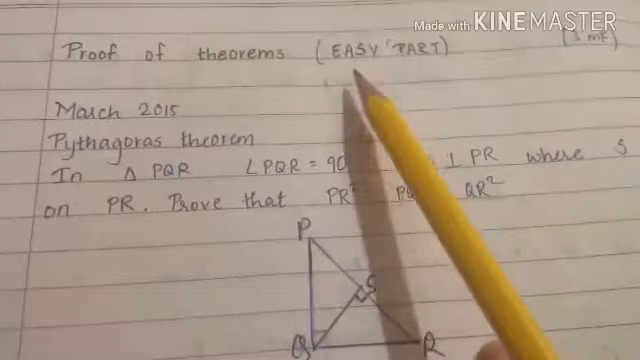 Made with KINEMASTER
Proof of theorems (EASY PART)
March 2015
Pythagoras theorem
In Δ PQR ∠PQR = 90 ⊥ PR where S
on PR. Prove that PR² QR²
P
S
Q R